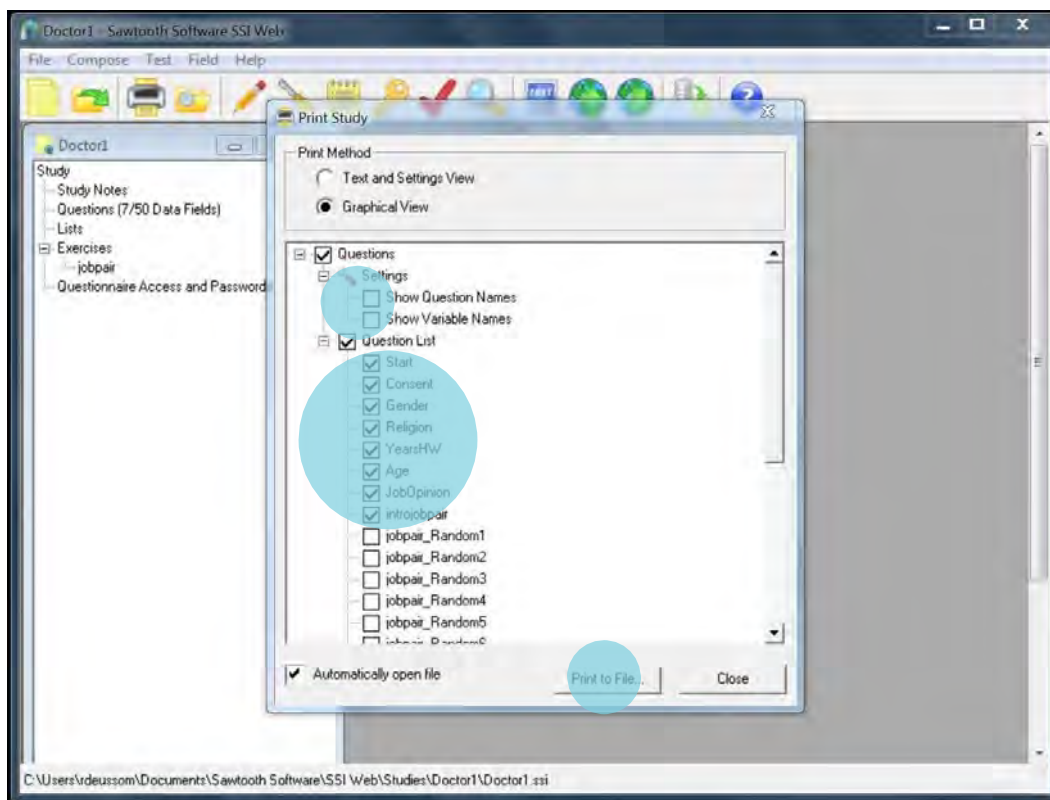 Doctor1 - Sawtooth Software SSI Web
File Compose Test Field Help
TEST
Print Study
Doctor1
Study
Study Notes
Questions (7/50 Data Fields)
Lists
Exercises
jobpair
Questionnaire Access and Password
Print Method
Text and Settings View
Graphical View
Questions
Settings
Show Question Names
Show Variable Names
Question List
Start
Consent
Gender
Religion
YearsHW
Age
JobOpinion
introjobpair
jobpair_Random1
jobpair_Random2
jobpair_Random3
jobpair_Random4
jobpair_Random5
Automatically open file
Print to File...
Close
C:\Users\rdeussom\Documents\Sawtooth Software\SSI Web\Studies\Doctor1\Doctor1.ssi